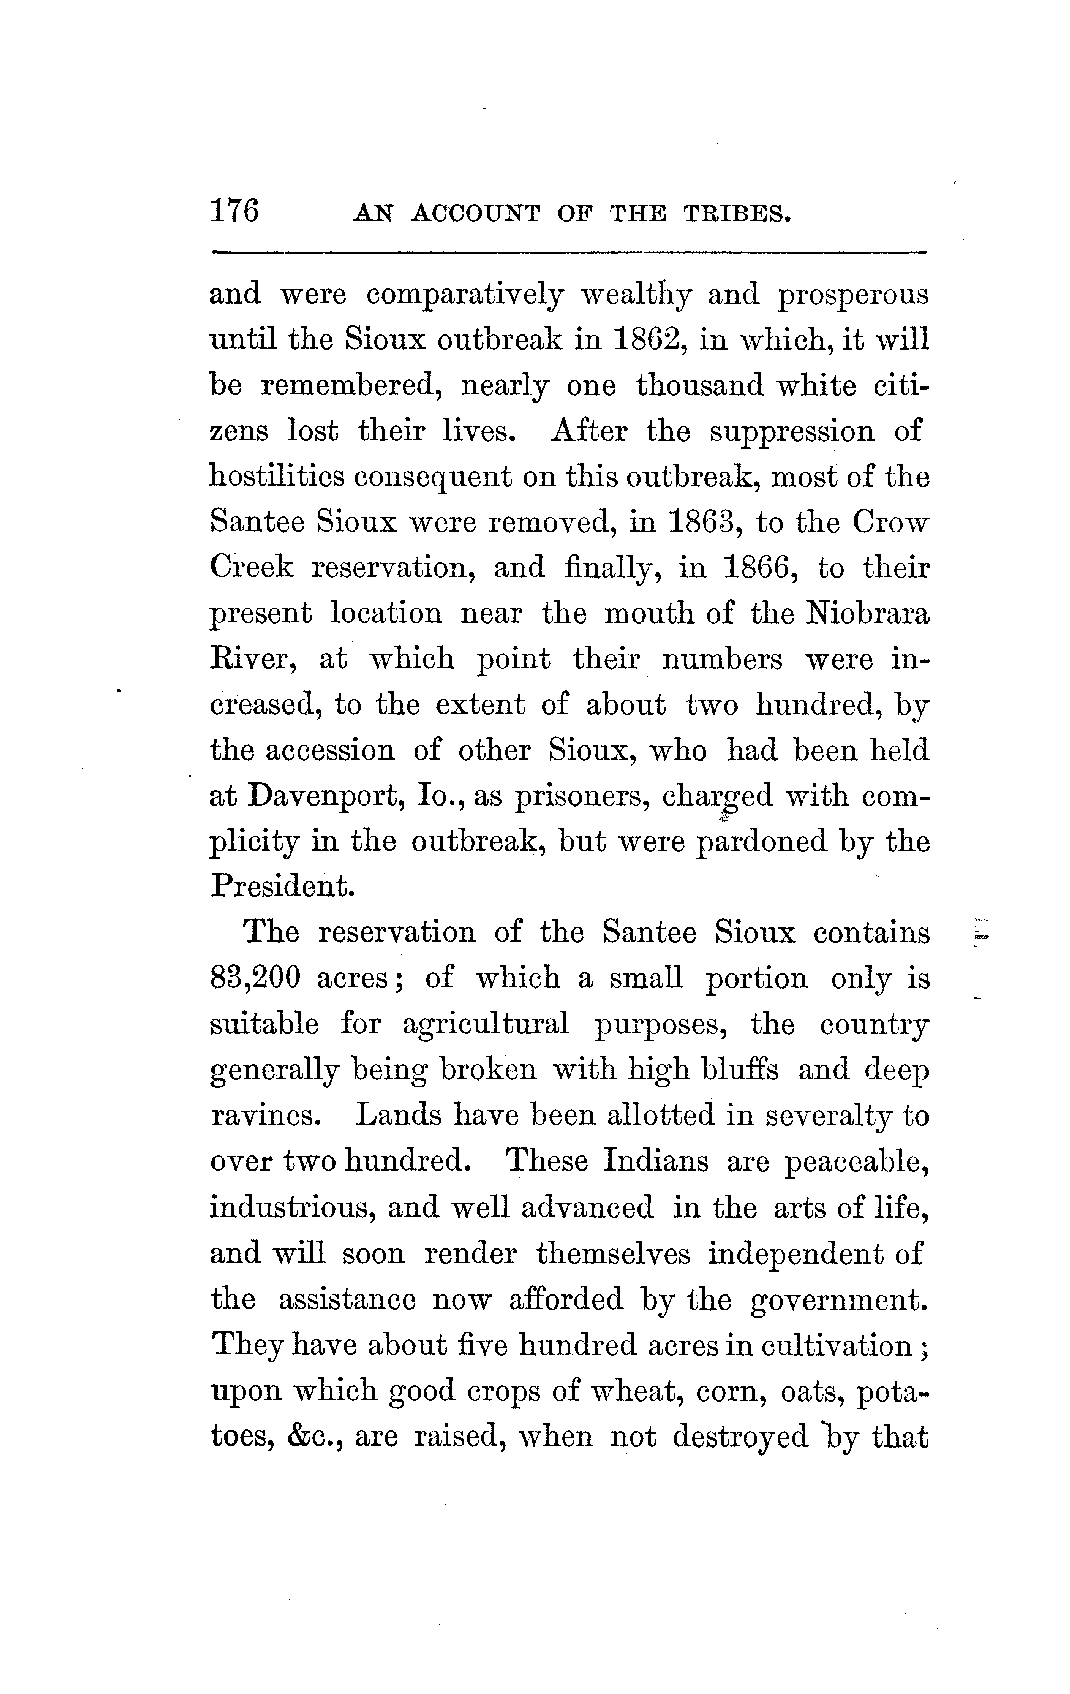 176 AN ACCOUNT OF THE TRIBES.
and were comparatively wealthy and prosperous
until the Sioux outbreak in 1862, in which, it will
be remembered, nearly one thousand white citi-
zens lost their lives. After the suppression of
hostilities consequent on this outbreak, most of the
Santee Sioux were removed, in 1863, to the Crow
Creek reservation, and finally, in 1866, to their
present location near the mouth of the Niobrara
River, at which point their numbers were in-
creased, to the extent of about two hundred, by
the accession of other Sioux, who had been held
at Davenport, Io., as prisoners, charged with com-
plicity in the outbreak, but were pardoned by the
President.
The reservation of the Santee Sioux contains
83,200 acres; of which a small portion only is
suitable for agricultural purposes, the country
generally being broken with high bluffs and deep
ravines. Lands have been allotted in severalty to
over two hundred. These Indians are peaceable,
industrious, and well advanced in the arts of life,
and will soon render themselves independent of
the assistance now afforded by the government.
They have about five hundred acres in cultivation;
upon which good crops of wheat, corn, oats, pota-
toes, &c., are raised, when not destroyed by that